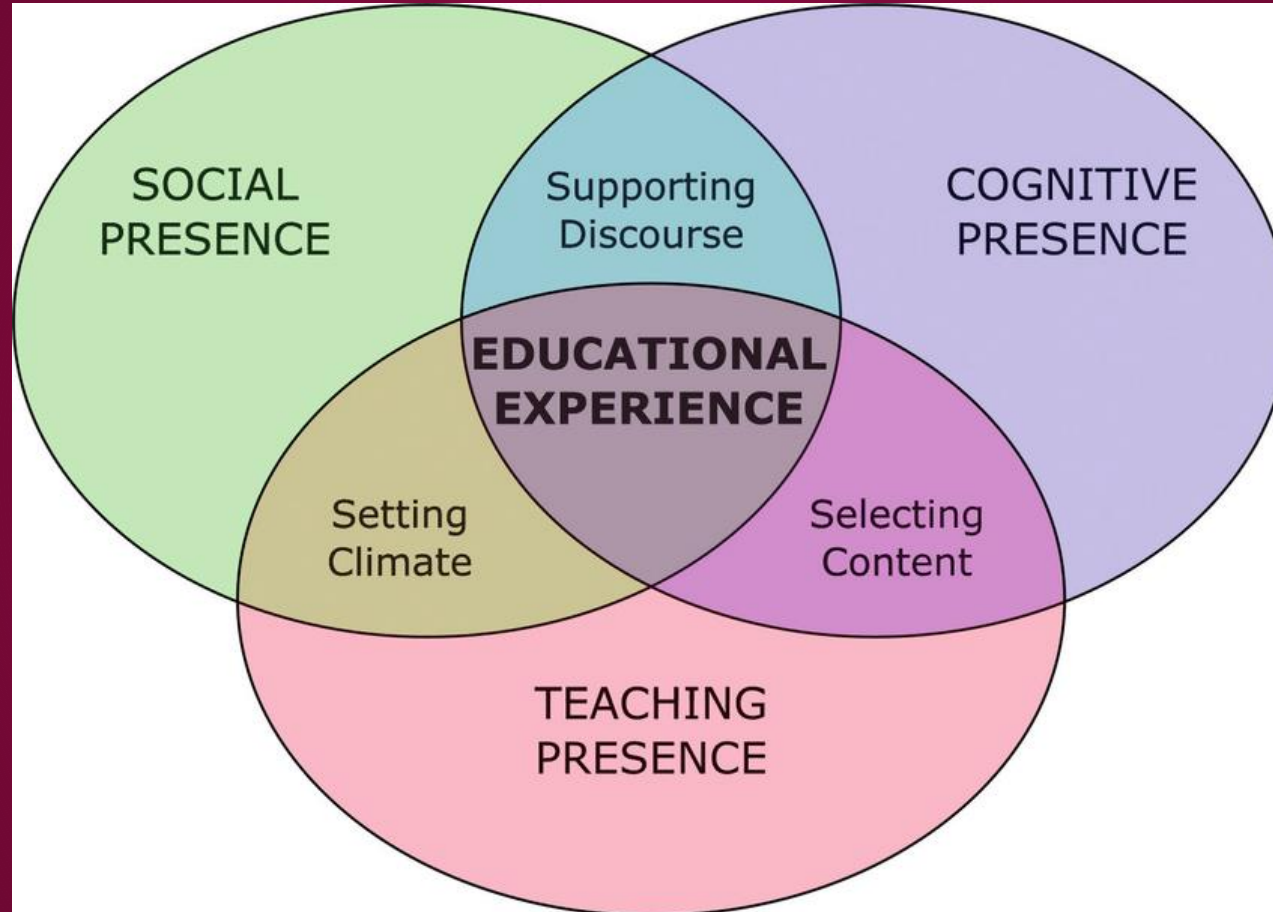 SOCIAL
PRESENCE
Supporting
Discourse
COGNITIVE
PRESENCE
EDUCATIONAL
EXPERIENCE
Setting
Climate
Selecting
Content
TEACHING
PRESENCE